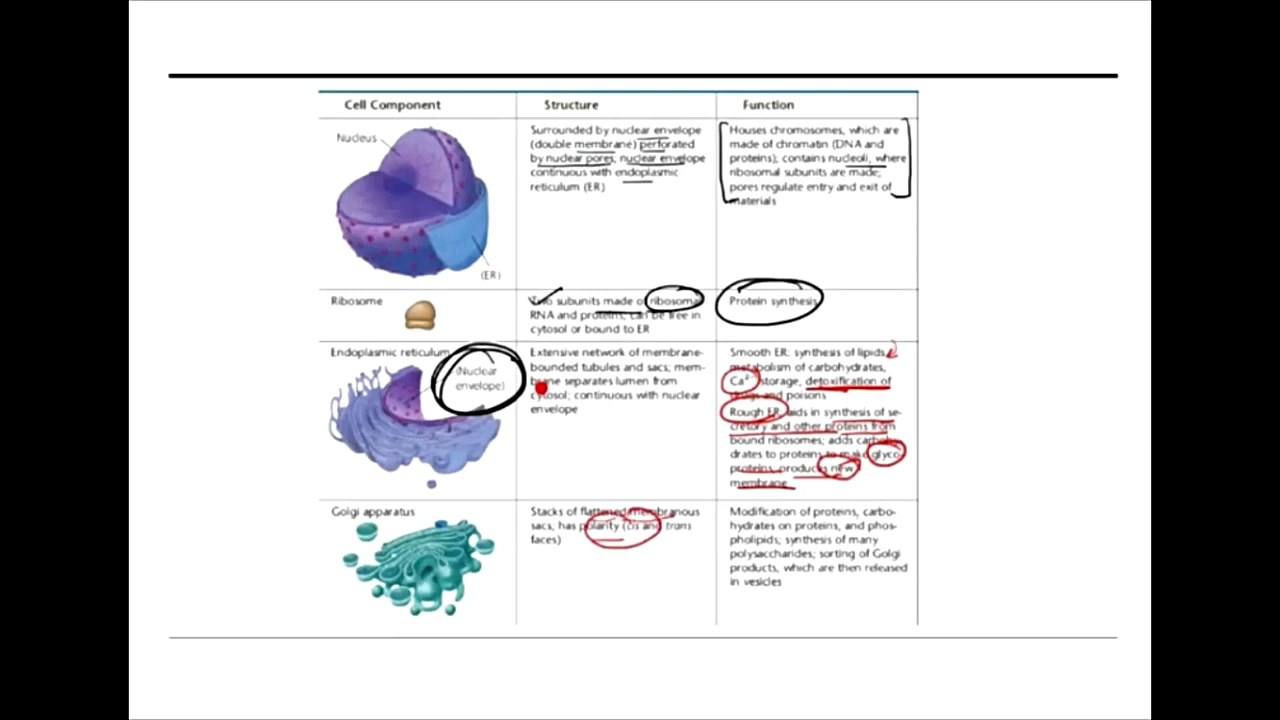 Cell Component
Structure
Function
Nucleus
(ER)
Surrounded by nuclear envelope
(double membrane) perforated
by nuclear pores, nuclear envelope
continuous with endoplasmic
reticulum (ER)
Houses chromosomes, which are
made of chromatin (DNA and
proteins); contains nucleoli, where
ribosomal subunits are made;
pores regulate entry and exit of
materials
Ribosome
Two subunits made of ribosomal
RNA and proteins; can be free in
cytosol or bound to ER
Protein synthesis
Endoplasmic reticulum
(Nuclear
envelope)
Extensive network of membrane-
bounded tubules and sacs; mem-
brane separates lumen from
cytosol; continuous with nuclear
envelope
Smooth ER: synthesis of lipids,
metabolism of carbohydrates,
Ca²⁺ storage, detoxification of
drugs and poisons
Rough ER: aids in synthesis of se-
cretory and other proteins from
bound ribosomes; adds carbohy-
drates to proteins to make glyco-
proteins; produces new
membrane
Golgi apparatus
Stacks of flattened membranous
sacs; has polarity (cis and trans
faces)
Modification of proteins, carbo-
hydrates on proteins, and phos-
pholipids; synthesis of many
polysaccharides; sorting of Golgi
products, which are then released
in vesicles